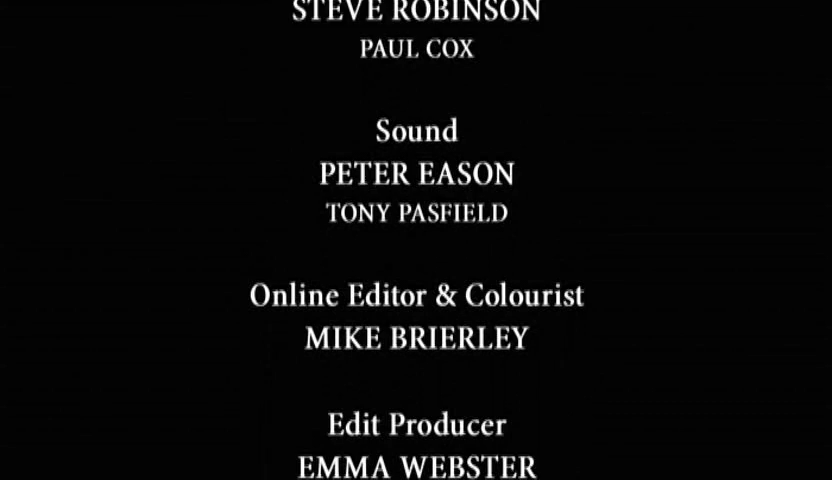 STEVE ROBINSON
PAUL COX
Sound
PETER EASON
TONY PASFIELD
Online Editor & Colourist
MIKE BRIERLEY
Edit Producer
EMMA WEBSTER